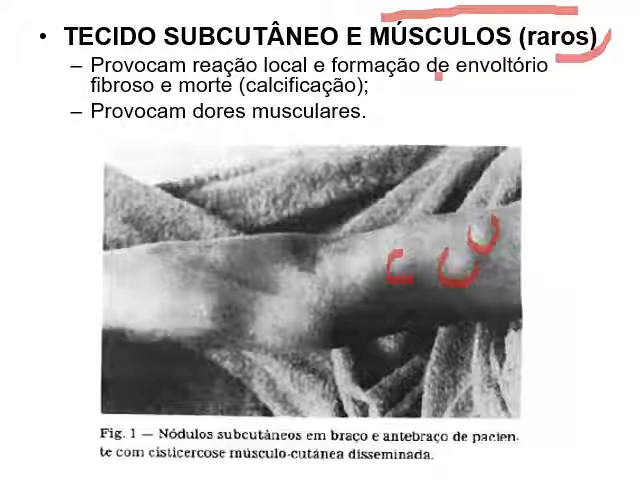 • TECIDO SUBCUTÂNEO E MÚSCULOS (raros)
– Provocam reação local e formação de envoltório
fibroso e morte (calcificação);
– Provocam dores musculares.
Fig. 1 — Nódulos subcutâneos em braço e antebraço de pacien-
te com cisticercose músculo-cutânea disseminada.